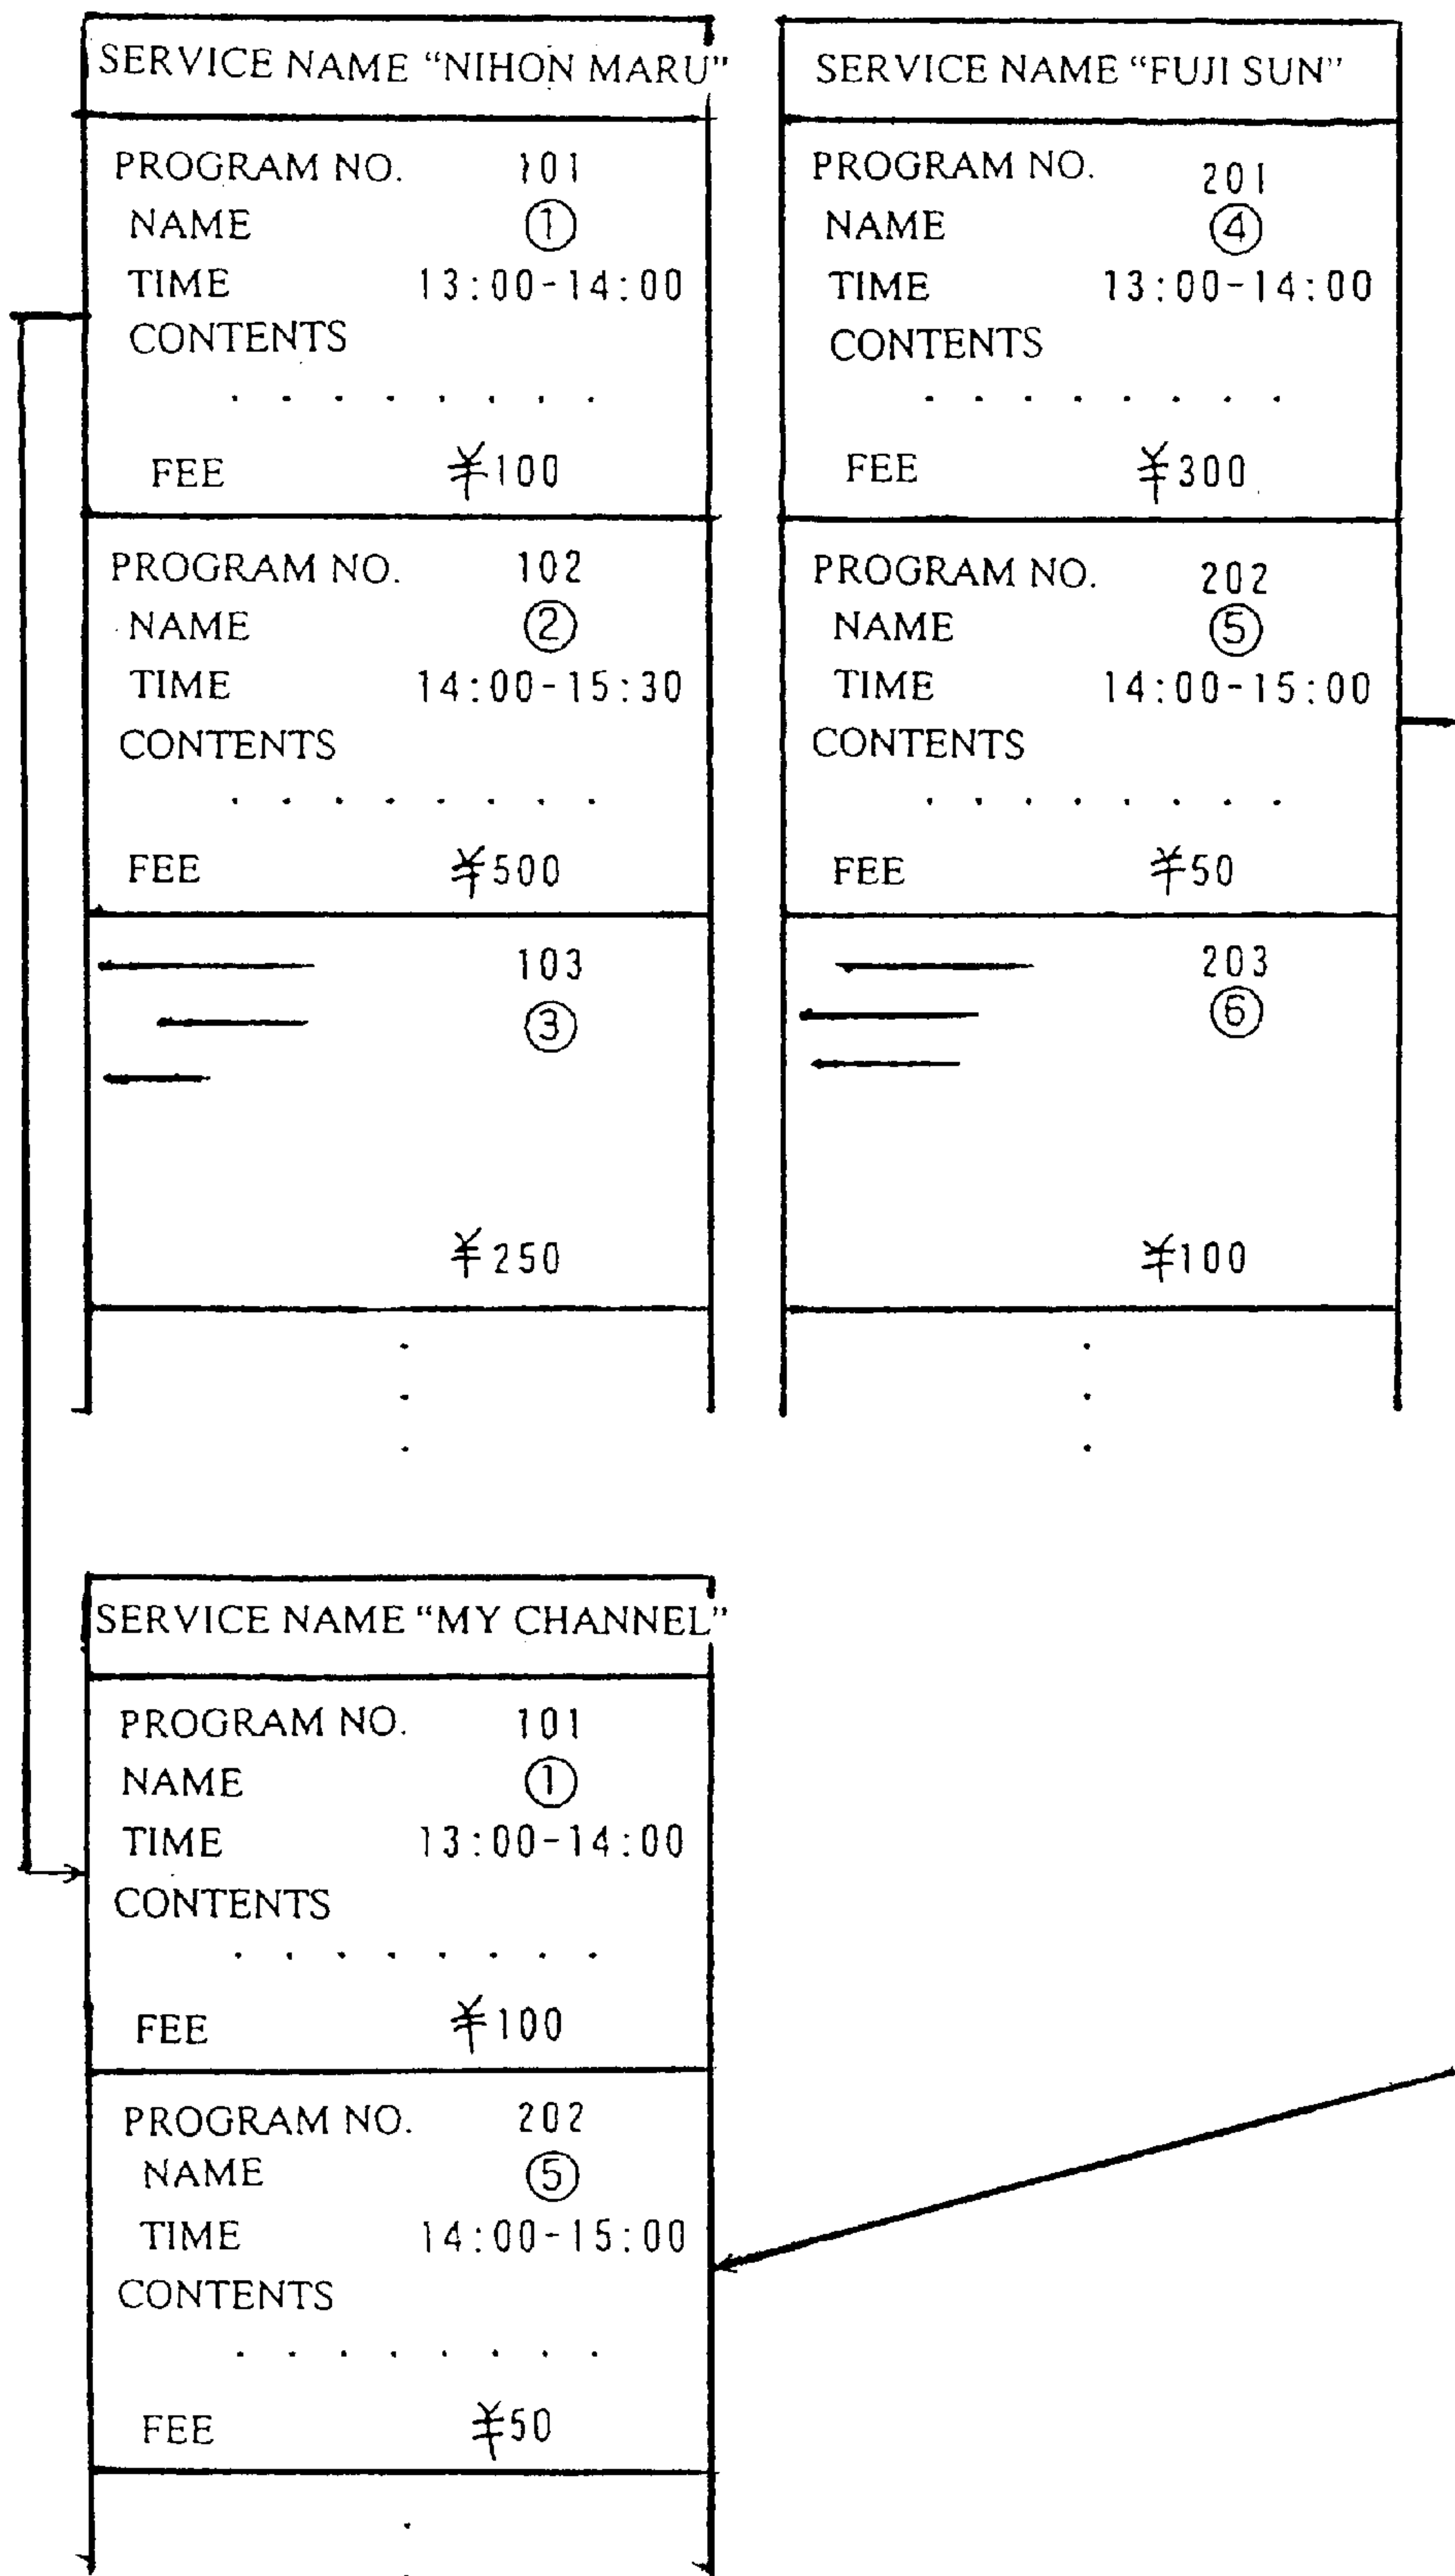 SERVICE NAME “NIHON MARU”
PROGRAM NO. 101
NAME ①
TIME 13:00-14:00
CONTENTS
. . . . . . . .
FEE ¥100
PROGRAM NO. 102
NAME ②
TIME 14:00-15:30
CONTENTS
. . . . . . . .
FEE ¥500
103
③
¥250
SERVICE NAME “FUJI SUN”
PROGRAM NO. 201
NAME ④
TIME 13:00-14:00
CONTENTS
. . . . . . . .
FEE ¥300
PROGRAM NO. 202
NAME ⑤
TIME 14:00-15:00
CONTENTS
. . . . . . . .
FEE ¥50
203
⑥
¥100
SERVICE NAME “MY CHANNEL”
PROGRAM NO. 101
NAME ①
TIME 13:00-14:00
CONTENTS
. . . . . . . .
FEE ¥100
PROGRAM NO. 202
NAME ⑤
TIME 14:00-15:00
CONTENTS
. . . . . . . .
FEE ¥50